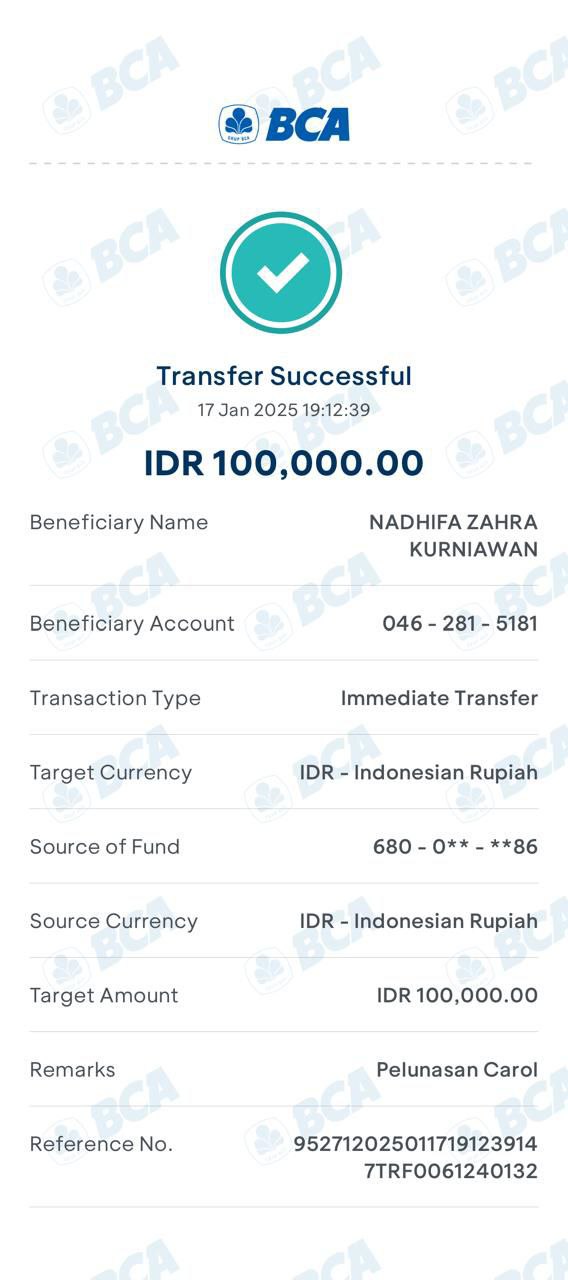 BCA
Transfer Successful
17 Jan 2025 19:12:39
IDR 100,000.00
Beneficiary Name NADHIFA ZAHRA
KURNIAWAN
Beneficiary Account 046 - 281 - 5181
Transaction Type Immediate Transfer
Target Currency IDR - Indonesian Rupiah
Source of Fund 680 - 0** - **86
Source Currency IDR - Indonesian Rupiah
Target Amount IDR 100,000.00
Remarks Pelunasan Carol
Reference No. 952712025011719123914
7TRF0061240132